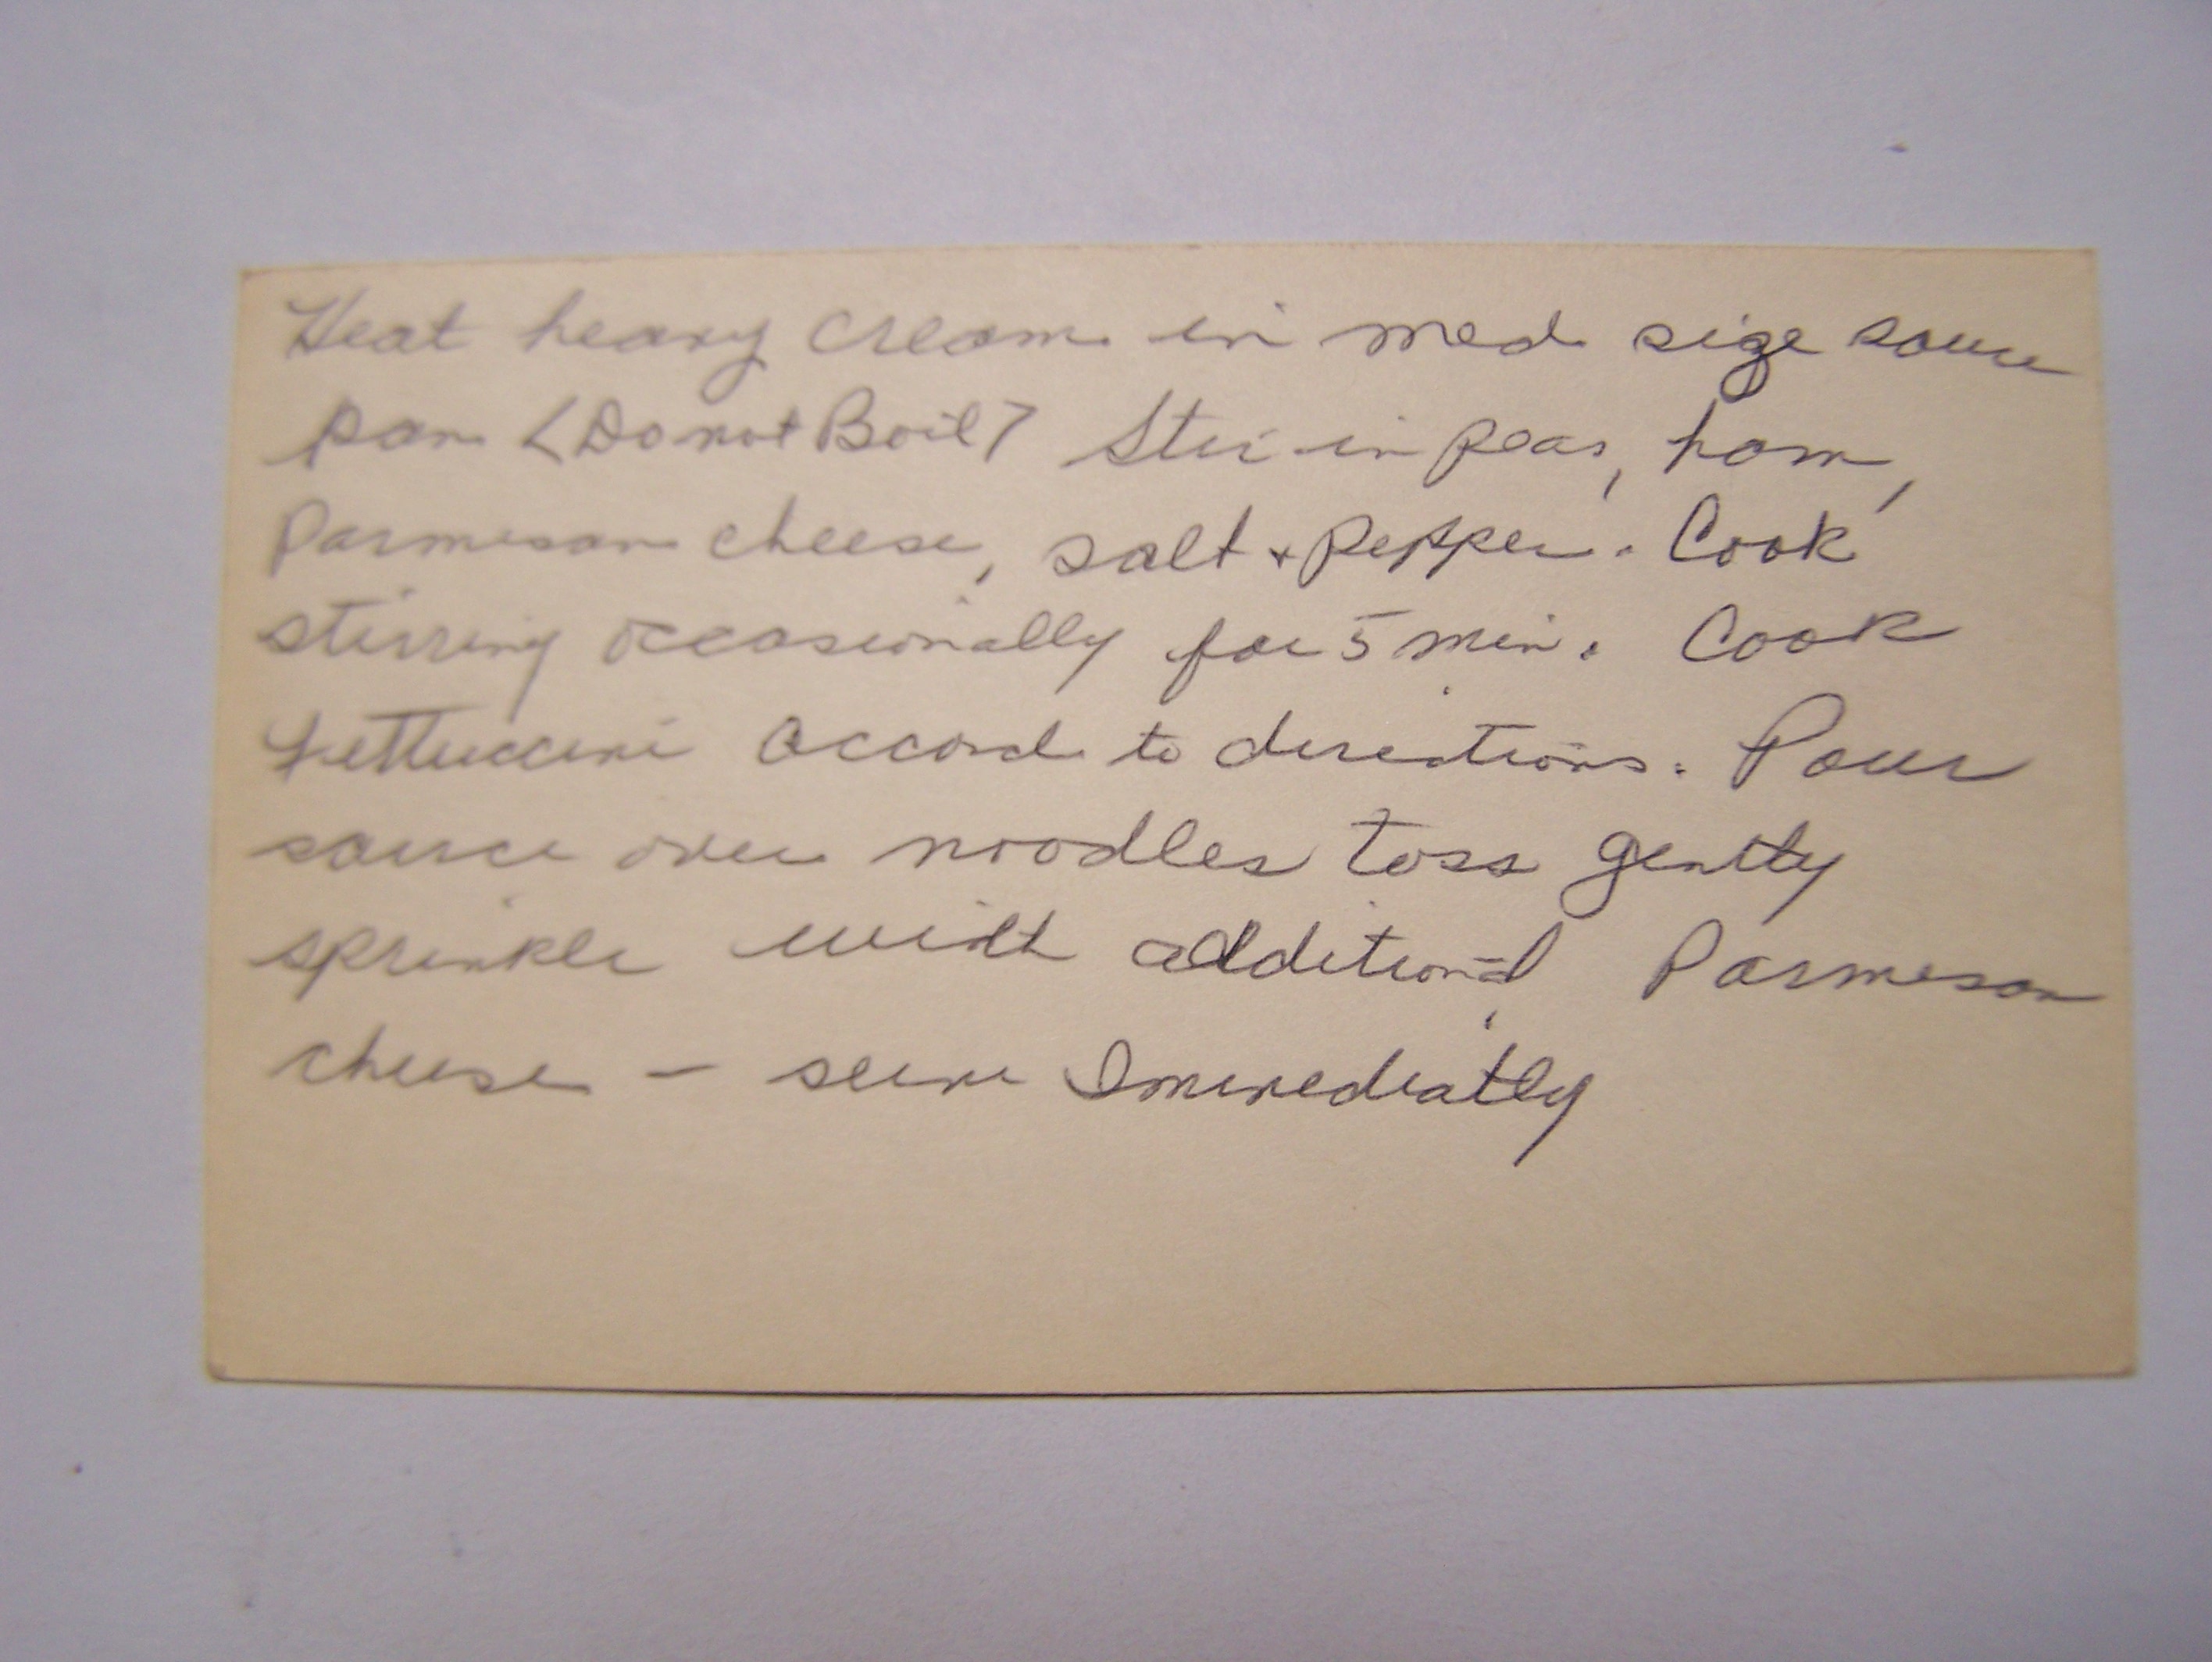 Heat heavy cream in med size sauce
pan <Do not Boil> Stir in peas, ham,
Parmesan cheese, salt + Pepper. Cook
stirring occasionally for 5 min. Cook
fettuccini accord to directions. Pour
sauce over noodles toss gently
sprinkle with additional Parmesan
cheese - serve Immediatly